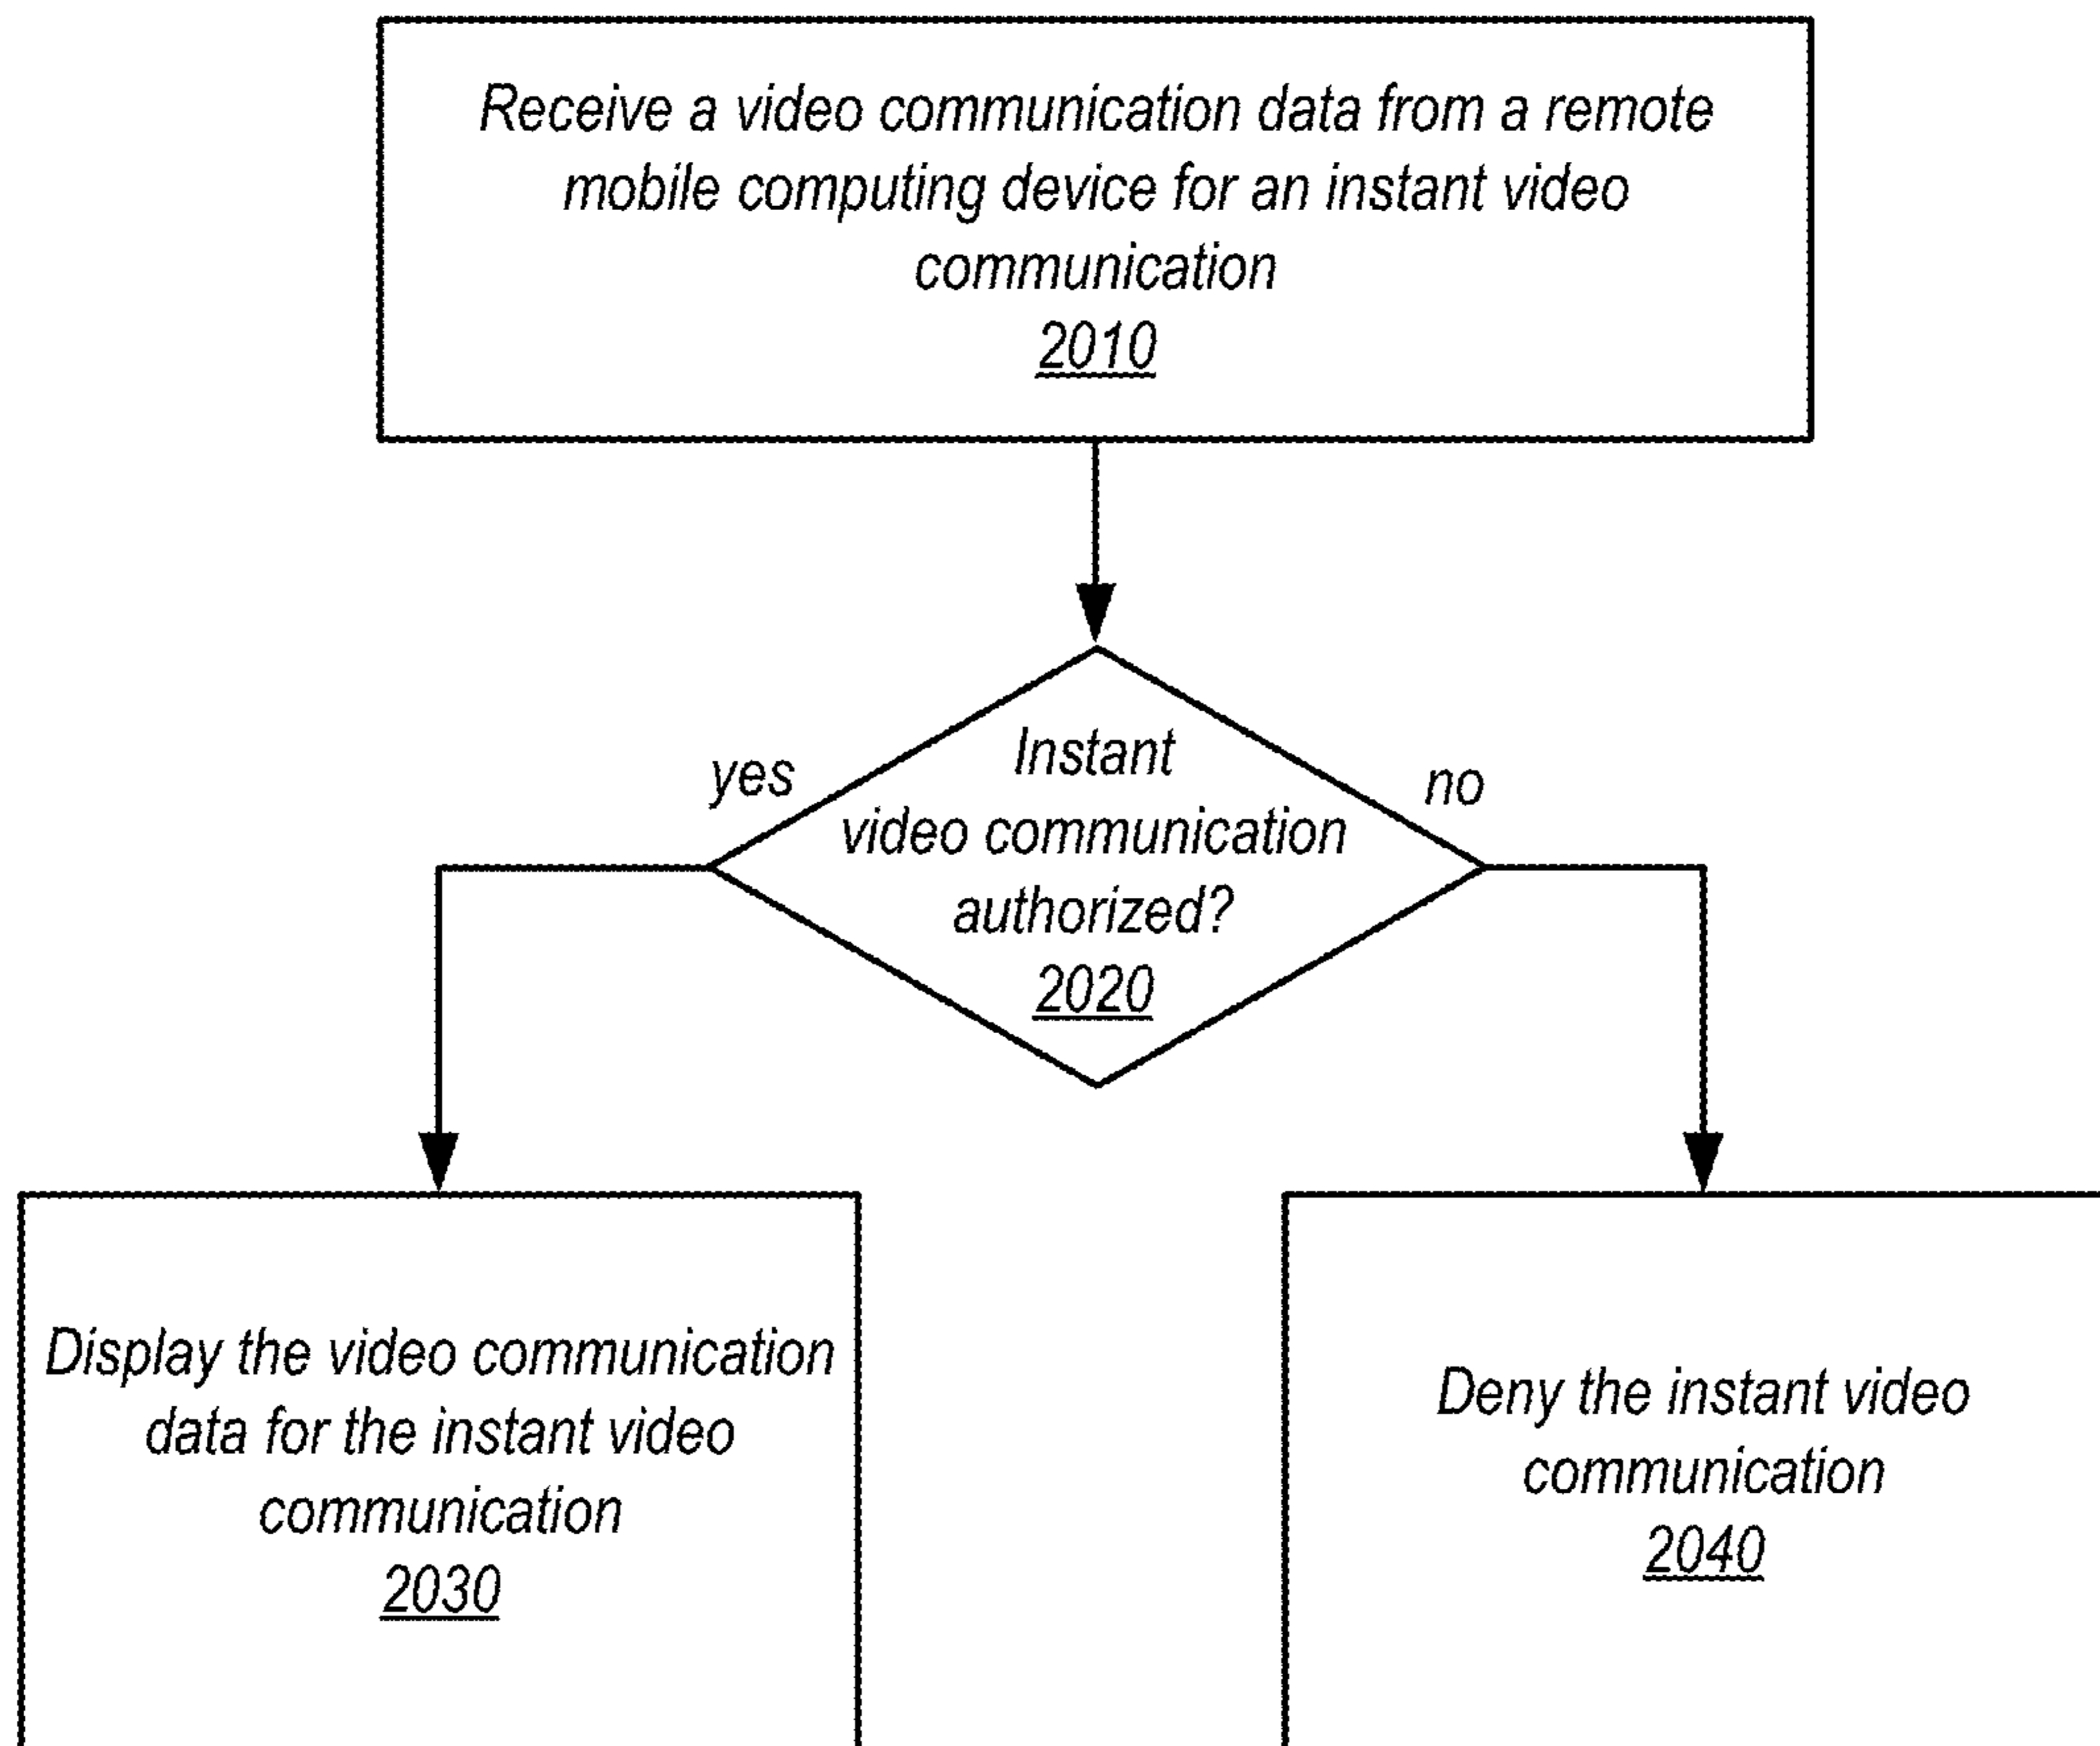 Receive a video communication data from a remote
mobile computing device for an instant video
communication
2010
yes
Instant
video communication
authorized?
2020
no
Display the video communication
data for the instant video
communication
2030
Deny the instant video
communication
2040